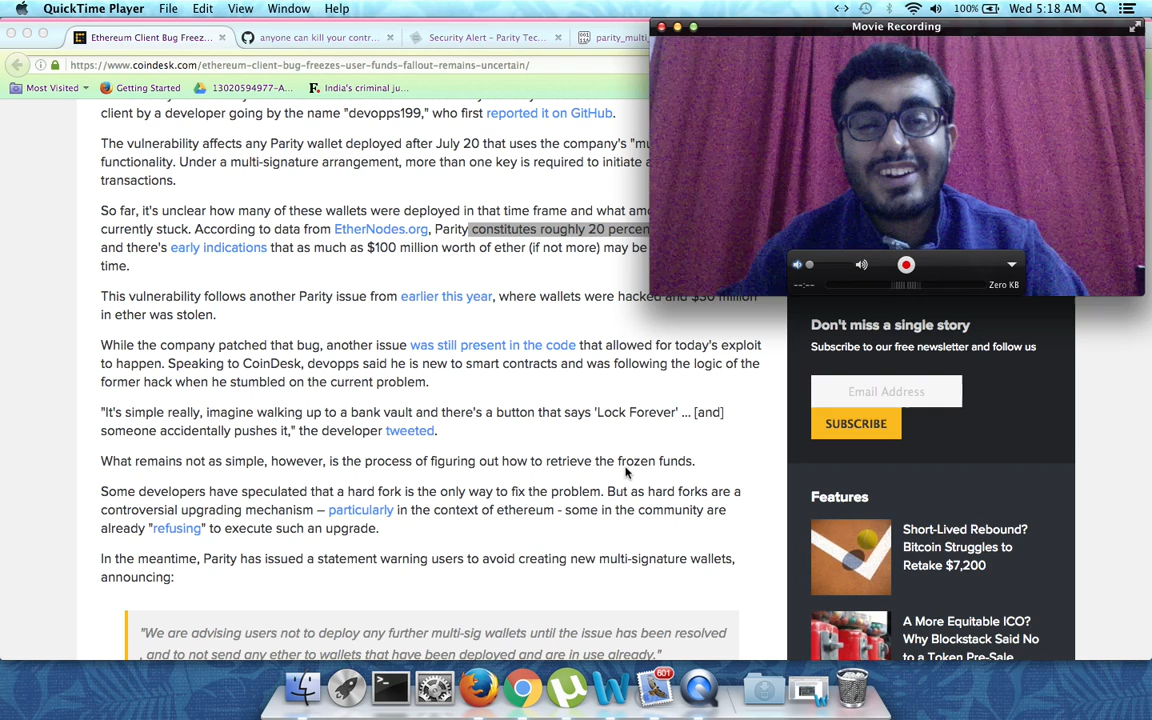 QuickTime Player File Edit View Window Help 100% Wed 5:18 AM
Ethereum Client Bug Freez... anyone can kill your contr... Security Alert – Parity Tec... parity_multi
Movie Recording
https://www.coindesk.com/ethereum-client-bug-freezes-user-funds-fallout-remains-uncertain/
Most Visited Getting Started 13020594977-A... India's criminal ju...
client by a developer going by the name "devopps199," who first reported it on GitHub.
The vulnerability affects any Parity wallet deployed after July 20 that uses the company's
functionality. Under a multi-signature arrangement, more than one key is required to initiate
transactions.
So far, it's unclear how many of these wallets were deployed in that time frame and what
currently stuck. According to data from EtherNodes.org, Parity constitutes roughly 20
and there's early indications that as much as $100 million worth of ether (if not more) may be
time.
--:-- Zero KB
This vulnerability follows another Parity issue from earlier this year, where wallets were hacked and $30 million
in ether was stolen.
While the company patched that bug, another issue was still present in the code that allowed for today's exploit
to happen. Speaking to CoinDesk, devopps said he is new to smart contracts and was following the logic of the
former hack when he stumbled on the current problem.
"It's simple really, imagine walking up to a bank vault and there's a button that says 'Lock Forever' ... [and]
someone accidentally pushes it," the developer tweeted.
What remains not as simple, however, is the process of figuring out how to retrieve the frozen funds.
Some developers have speculated that a hard fork is the only way to fix the problem. But as hard forks are a
controversial upgrading mechanism – particularly in the context of ethereum - some in the community are
already "refusing" to execute such an upgrade.
In the meantime, Parity has issued a statement warning users to avoid creating new multi-signature wallets,
announcing:
"We are advising users not to deploy any further multi-sig wallets until the issue has been resolved
, and to not send any ether to wallets that have been deployed and are in use already."
Don't miss a single story
Subscribe to our free newsletter and follow us
Email Address
SUBSCRIBE
Features
Short-Lived Rebound?
Bitcoin Struggles to
Retake $7,200
A More Equitable ICO?
Why Blockstack Said No
to a Token Pre-Sale
601